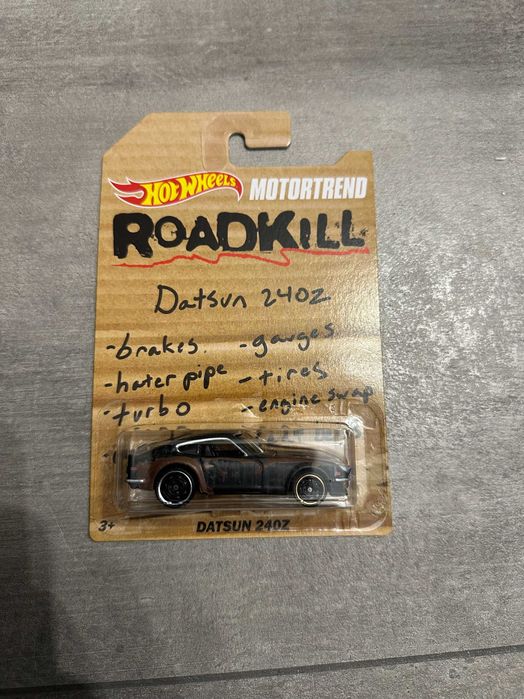 HOT WHEELS MOTORTREND
ROADKILL
Datsun 240z
-brakes. -gauges.
-hater pipe -tires
-turbo -engine swap
3+ DATSUN 240Z